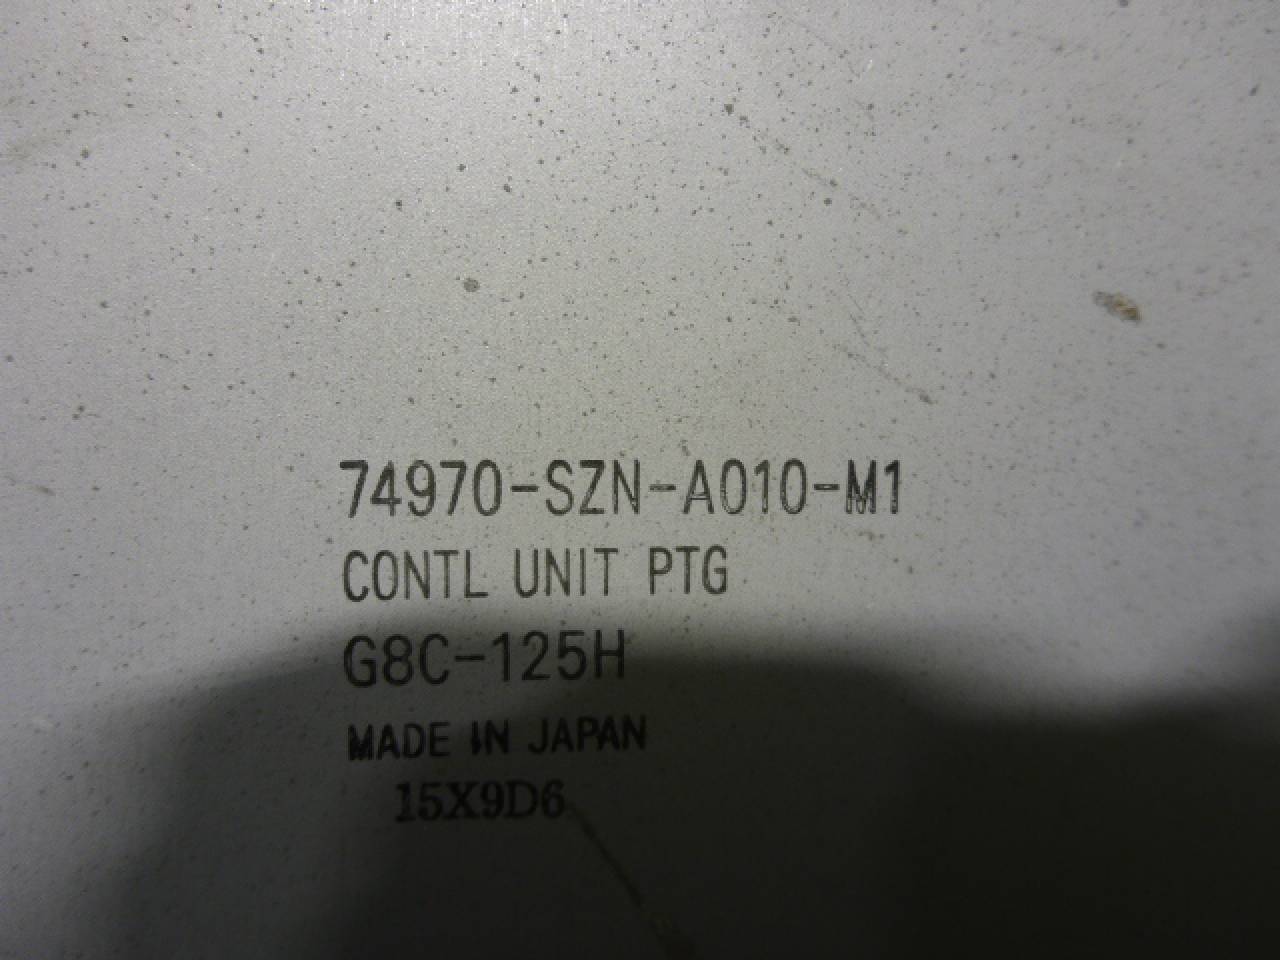 74970-SZN-A010-M1
CONTL UNIT PTG
G8C-125H
MADE IN JAPAN
15X9D6